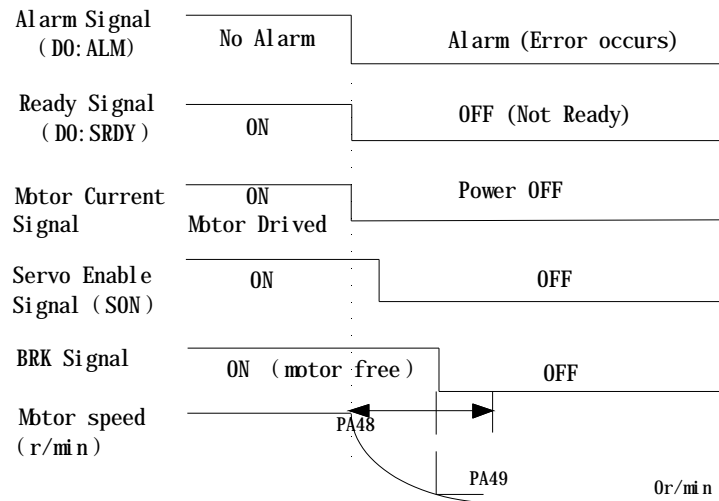 Alarm Signal
(DO:ALM)
No Alarm
Alarm (Error occurs)
Ready Signal
(DO:SRDY)
ON
OFF (Not Ready)
Motor Current
Signal
ON
Motor Drived
Power OFF
Servo Enable
Signal (SON)
ON
OFF
BRK Signal
ON (motor free)
OFF
Motor speed
(r/min)
PA48
PA49
0r/min